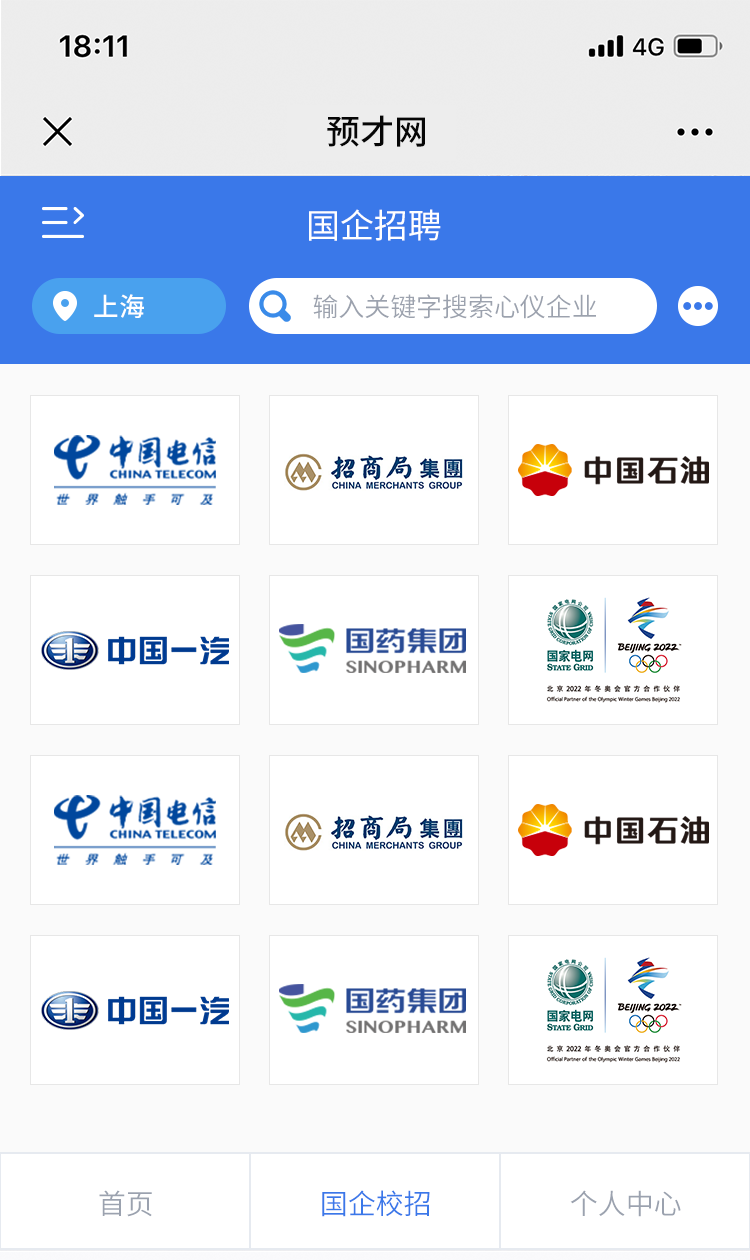 18:11
4G
预才网
国企招聘
上海
输入关键字搜索心仪企业
中国电信
CHINA TELECOM
世界触手可及
招商局集團
CHINA MERCHANTS GROUP
中国石油
中国一汽
国药集团
SINOPHARM
国家电网
STATE GRID
BEIJING 2022
北京2022年冬奥会官方合作伙伴
Official Partner of the Olympic Winter Games Beijing 2022
中国电信
CHINA TELECOM
世界触手可及
招商局集團
CHINA MERCHANTS GROUP
中国石油
中国一汽
国药集团
SINOPHARM
国家电网
STATE GRID
BEIJING 2022
北京2022年冬奥会官方合作伙伴
Official Partner of the Olympic Winter Games Beijing 2022
首页
国企校招
个人中心